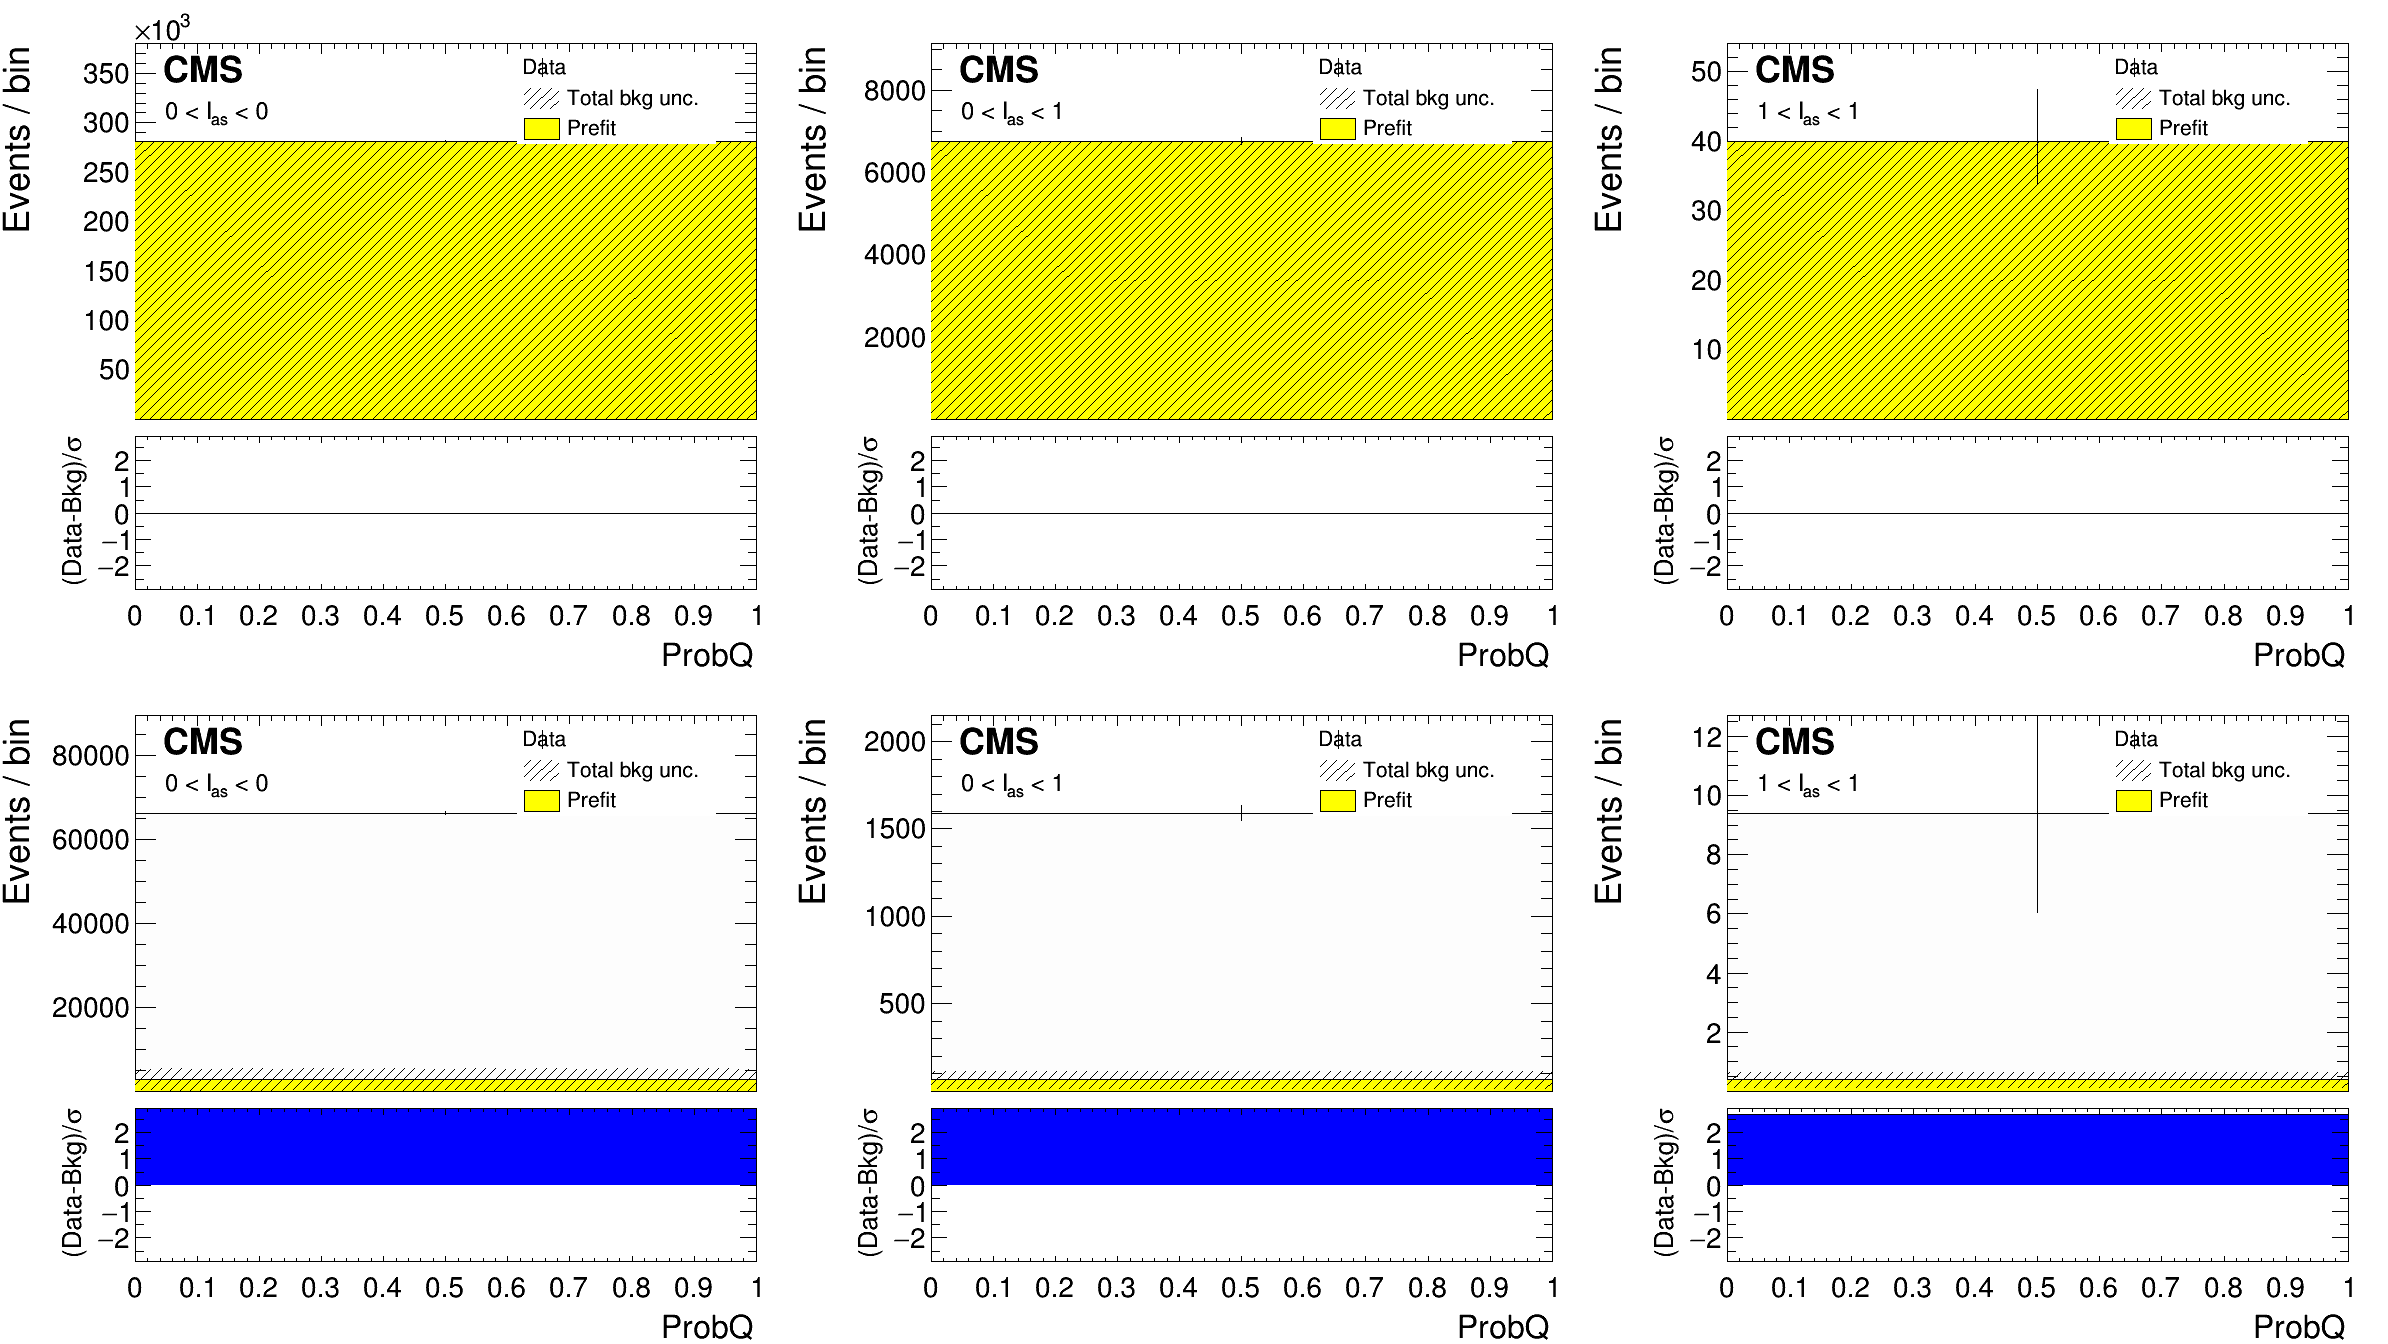 ×10³
Events / bin
350
300
250
200
150
100
50
CMS
0 < Ias < 0
Data
Total bkg unc.
Prefit
(Data-Bkg)/σ
2
1
0
−1
−2
0 0.1 0.2 0.3 0.4 0.5 0.6 0.7 0.8 0.9 1
ProbQ
Events / bin
8000
6000
4000
2000
CMS
0 < Ias < 1
Data
Total bkg unc.
Prefit
(Data-Bkg)/σ
2
1
0
−1
−2
0 0.1 0.2 0.3 0.4 0.5 0.6 0.7 0.8 0.9 1
ProbQ
Events / bin
50
40
30
20
10
CMS
1 < Ias < 1
Data
Total bkg unc.
Prefit
(Data-Bkg)/σ
2
1
0
−1
−2
0 0.1 0.2 0.3 0.4 0.5 0.6 0.7 0.8 0.9 1
ProbQ
Events / bin
80000
60000
40000
20000
CMS
0 < Ias < 0
Data
Total bkg unc.
Prefit
(Data-Bkg)/σ
2
1
0
−1
−2
0 0.1 0.2 0.3 0.4 0.5 0.6 0.7 0.8 0.9 1
ProbQ
Events / bin
2000
1500
1000
500
CMS
0 < Ias < 1
Data
Total bkg unc.
Prefit
(Data-Bkg)/σ
2
1
0
−1
−2
0 0.1 0.2 0.3 0.4 0.5 0.6 0.7 0.8 0.9 1
ProbQ
Events / bin
12
10
8
6
4
2
CMS
1 < Ias < 1
Data
Total bkg unc.
Prefit
(Data-Bkg)/σ
2
1
0
−1
−2
0 0.1 0.2 0.3 0.4 0.5 0.6 0.7 0.8 0.9 1
ProbQ